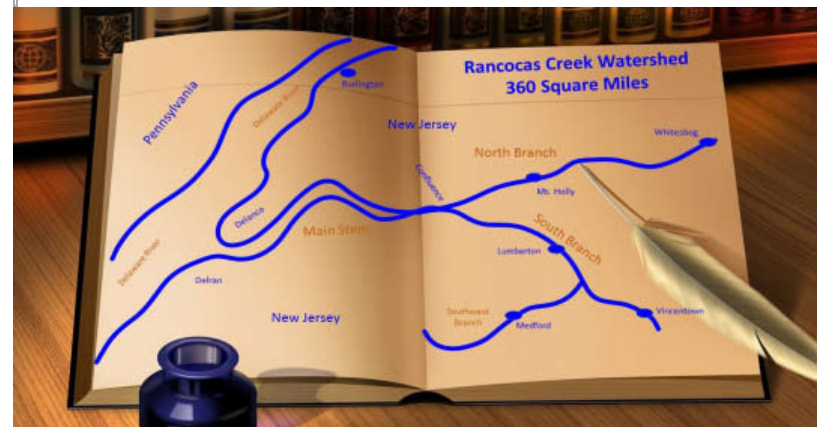 Rancocas Creek Watershed
360 Square Miles
Pennsylvania
Delaware River
Burlington
New Jersey
Whitesbog
North Branch
Confluence
Mt. Holly
Delanco
Main Stem
South Branch
Lumberton
Delaware River
Delran
New Jersey
Southwest
Branch
Medford
Vincentown